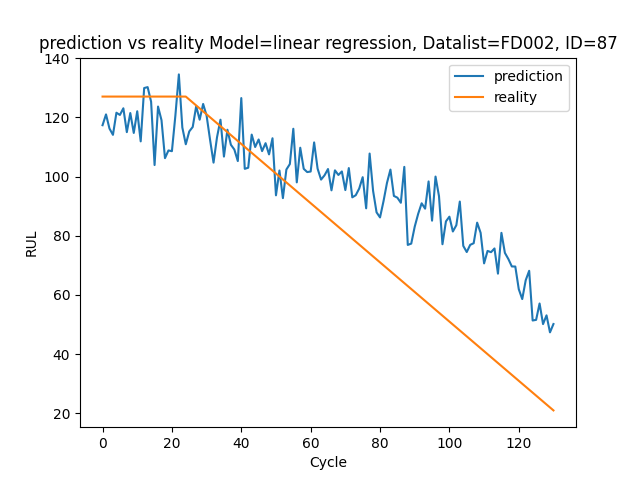 prediction vs reality Model=linear regression, Datalist=FD002, ID=87
prediction
reality
RUL
140
120
100
80
60
40
20
0 20 40 60 80 100 120
Cycle